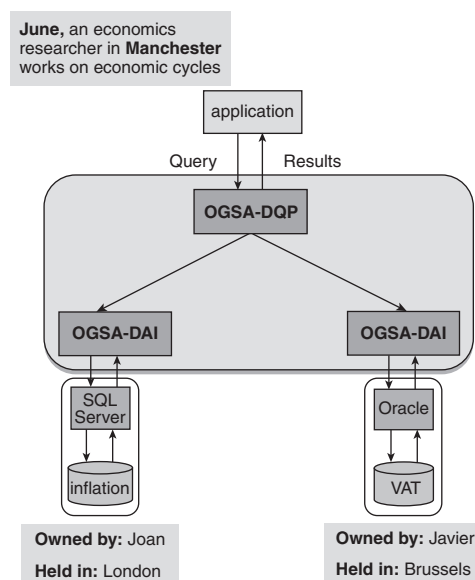 June, an economics
researcher in Manchester
works on economic cycles
application
Query
Results
OGSA-DQP
OGSA-DAI
OGSA-DAI
SQL
Server
Oracle
inflation
VAT
Owned by: Joan
Held in: London
Owned by: Javier
Held in: Brussels